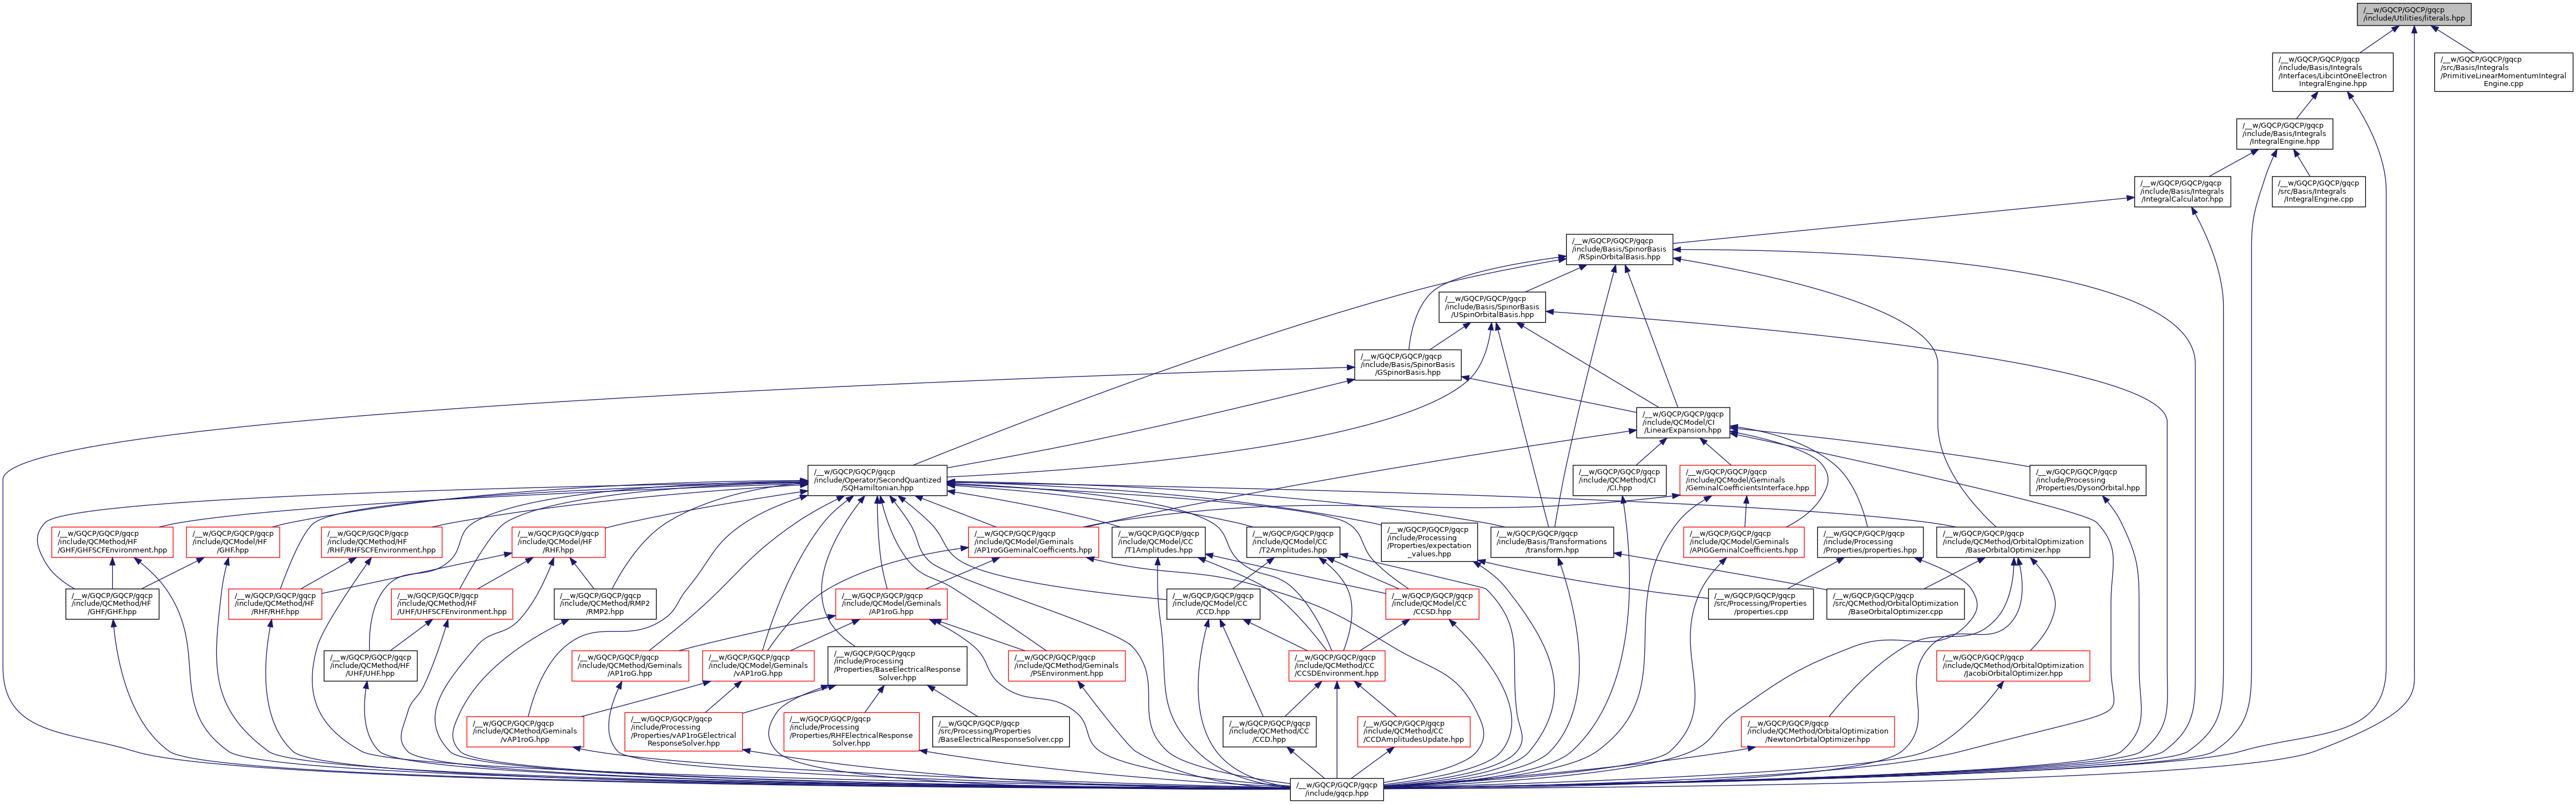 /__w/GQCP/GQCP/gqcp
/include/Utilities/literals.hpp
/__w/GQCP/GQCP/gqcp
/include/Basis/Integrals
/Interfaces/LibcintOneElectron
IntegralEngine.hpp
/__w/GQCP/GQCP/gqcp
/src/Basis/Integrals
/PrimitiveLinearMomentumIntegral
Engine.cpp
/__w/GQCP/GQCP/gqcp
/include/Basis/Integrals
/IntegralEngine.hpp
/__w/GQCP/GQCP/gqcp
/include/Basis/Integrals
/IntegralCalculator.hpp
/__w/GQCP/GQCP/gqcp
/src/Basis/Integrals
/IntegralEngine.cpp
/__w/GQCP/GQCP/gqcp
/include/Basis/SpinorBasis
/RSpinOrbitalBasis.hpp
/__w/GQCP/GQCP/gqcp
/include/Basis/SpinorBasis
/USpinOrbitalBasis.hpp
/__w/GQCP/GQCP/gqcp
/include/Basis/SpinorBasis
/GSpinorBasis.hpp
/__w/GQCP/GQCP/gqcp
/include/QCModel/CI
/LinearExpansion.hpp
/__w/GQCP/GQCP/gqcp
/include/Operator/SecondQuantized
/SQHamiltonian.hpp
/__w/GQCP/GQCP/gqcp
/include/QCMethod/CI
/CI.hpp
/__w/GQCP/GQCP/gqcp
/include/QCModel/Geminals
/GeminalCoefficientsInterface.hpp
/__w/GQCP/GQCP/gqcp
/include/Processing
/Properties/DysonOrbital.hpp
/__w/GQCP/GQCP/gqcp
/include/QCMethod/HF
/GHF/GHFSCFEnvironment.hpp
/__w/GQCP/GQCP/gqcp
/include/QCModel/HF
/GHF.hpp
/__w/GQCP/GQCP/gqcp
/include/QCMethod/HF
/RHF/RHFSCFEnvironment.hpp
/__w/GQCP/GQCP/gqcp
/include/QCModel/HF
/RHF.hpp
/__w/GQCP/GQCP/gqcp
/include/QCModel/Geminals
/AP1roGGeminalCoefficients.hpp
/__w/GQCP/GQCP/gqcp
/include/QCModel/CC
/T1Amplitudes.hpp
/__w/GQCP/GQCP/gqcp
/include/QCModel/CC
/T2Amplitudes.hpp
/__w/GQCP/GQCP/gqcp
/include/Processing
/Properties/expectation
_values.hpp
/__w/GQCP/GQCP/gqcp
/include/Basis/Transformations
/transform.hpp
/__w/GQCP/GQCP/gqcp
/include/QCModel/Geminals
/APIGGeminalCoefficients.hpp
/__w/GQCP/GQCP/gqcp
/include/Processing
/Properties/properties.hpp
/__w/GQCP/GQCP/gqcp
/include/QCMethod/OrbitalOptimization
/BaseOrbitalOptimizer.hpp
/__w/GQCP/GQCP/gqcp
/include/QCMethod/HF
/GHF/GHF.hpp
/__w/GQCP/GQCP/gqcp
/include/QCMethod/HF
/RHF/RHF.hpp
/__w/GQCP/GQCP/gqcp
/include/QCMethod/HF
/UHF/UHFSCFEnvironment.hpp
/__w/GQCP/GQCP/gqcp
/include/QCMethod/RMP2
/RMP2.hpp
/__w/GQCP/GQCP/gqcp
/include/QCModel/Geminals
/AP1roG.hpp
/__w/GQCP/GQCP/gqcp
/include/QCModel/CC
/CCD.hpp
/__w/GQCP/GQCP/gqcp
/include/QCModel/CC
/CCSD.hpp
/__w/GQCP/GQCP/gqcp
/src/Processing/Properties
/properties.cpp
/__w/GQCP/GQCP/gqcp
/src/QCMethod/OrbitalOptimization
/BaseOrbitalOptimizer.cpp
/__w/GQCP/GQCP/gqcp
/include/QCMethod/HF
/UHF/UHF.hpp
/__w/GQCP/GQCP/gqcp
/include/QCMethod/Geminals
/AP1roG.hpp
/__w/GQCP/GQCP/gqcp
/include/QCModel/Geminals
/vAP1roG.hpp
/__w/GQCP/GQCP/gqcp
/include/Processing
/Properties/BaseElectricalResponse
Solver.hpp
/__w/GQCP/GQCP/gqcp
/include/QCMethod/Geminals
/PSEnvironment.hpp
/__w/GQCP/GQCP/gqcp
/include/QCMethod/CC
/CCSDEnvironment.hpp
/__w/GQCP/GQCP/gqcp
/include/QCMethod/OrbitalOptimization
/JacobiOrbitalOptimizer.hpp
/__w/GQCP/GQCP/gqcp
/include/QCMethod/Geminals
/vAP1roG.hpp
/__w/GQCP/GQCP/gqcp
/include/Processing
/Properties/vAP1roGElectrical
ResponseSolver.hpp
/__w/GQCP/GQCP/gqcp
/include/Processing
/Properties/RHFElectricalResponse
Solver.hpp
/__w/GQCP/GQCP/gqcp
/src/Processing/Properties
/BaseElectricalResponseSolver.cpp
/__w/GQCP/GQCP/gqcp
/include/QCMethod/CC
/CCD.hpp
/__w/GQCP/GQCP/gqcp
/include/QCMethod/CC
/CCDAmplitudesUpdate.hpp
/__w/GQCP/GQCP/gqcp
/include/QCMethod/OrbitalOptimization
/NewtonOrbitalOptimizer.hpp
/__w/GQCP/GQCP/gqcp
/include/gqcp.hpp